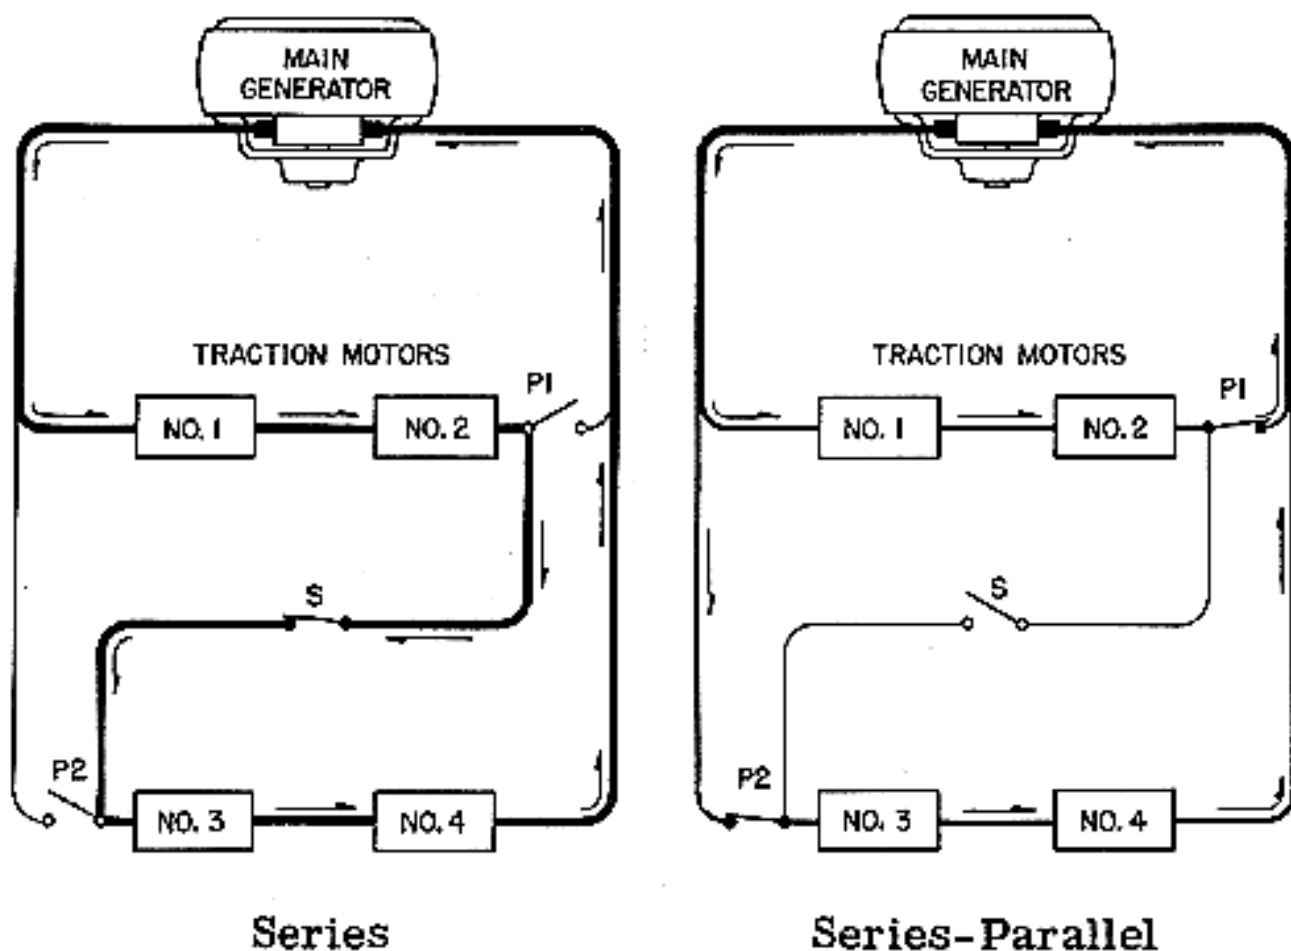 MAIN
GENERATOR
TRACTION MOTORS
P1
NO. 1
NO. 2
S
P2
NO. 3
NO. 4
Series
MAIN
GENERATOR
TRACTION MOTORS
P1
NO. 1
NO. 2
S
P2
NO. 3
NO. 4
Series-Parallel